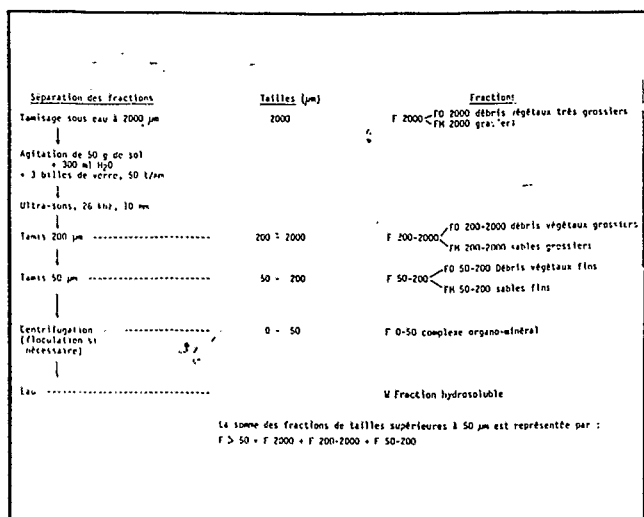 Séparation des fractions Tailles (µm) Fractions
Tamisage sous eau à 2000 µm 2000 F 2000 FO 2000 débris végétaux très grossiers
FM 2000 graviers
Agitation de 50 g de sol
+ 300 ml H2O
+ 3 billes de verre, 50 t/mn
Ultra-sons, 26 khz, 10 mn
Tamis 200 µm 200 - 2000 F 200-2000 FO 200-2000 débris végétaux grossiers
FM 200-2000 sables grossiers
Tamis 50 µm 50 - 200 F 50-200 FO 50-200 Débris végétaux fins
FM 50-200 sables fins
Centrifugation 0 - 50 F 0-50 complexe organo-minéral
(floculation si
nécessaire)
Eau W Fraction hydrosoluble
La somme des fractions de tailles supérieures à 50 µm est représentée par :
F > 50 = F 2000 + F 200-2000 + F 50-200